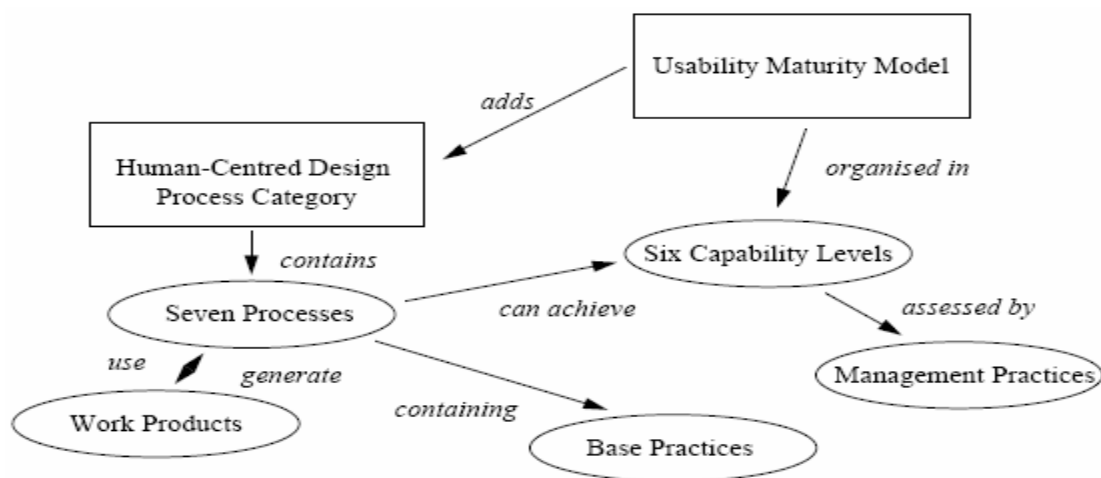 Usability Maturity Model
adds
Human-Centred Design
Process Category
organised in
contains
Six Capability Levels
Seven Processes
can achieve
assessed by
use
generate
Management Practices
containing
Work Products
Base Practices